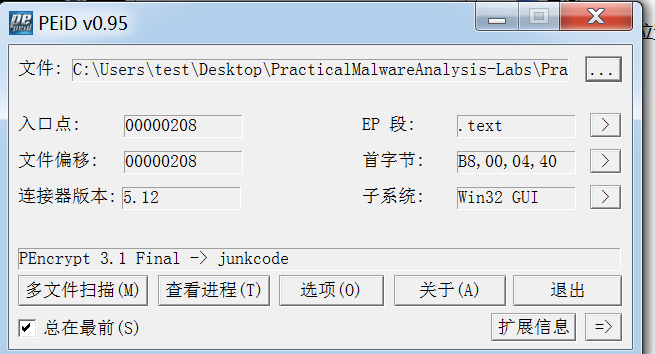 PEiD v0.95
文件: C:\Users\test\Desktop\PracticalMalwareAnalysis-Labs\Pra ...
入口点: 00000208 EP 段: .text >
文件偏移: 00000208 首字节: B8,00,04,40 >
连接器版本: 5.12 子系统: Win32 GUI >
PEncrypt 3.1 Final -> junkcode
多文件扫描(M) 查看进程(T) 选项(O) 关于(A) 退出
总在最前(S) 扩展信息 =>